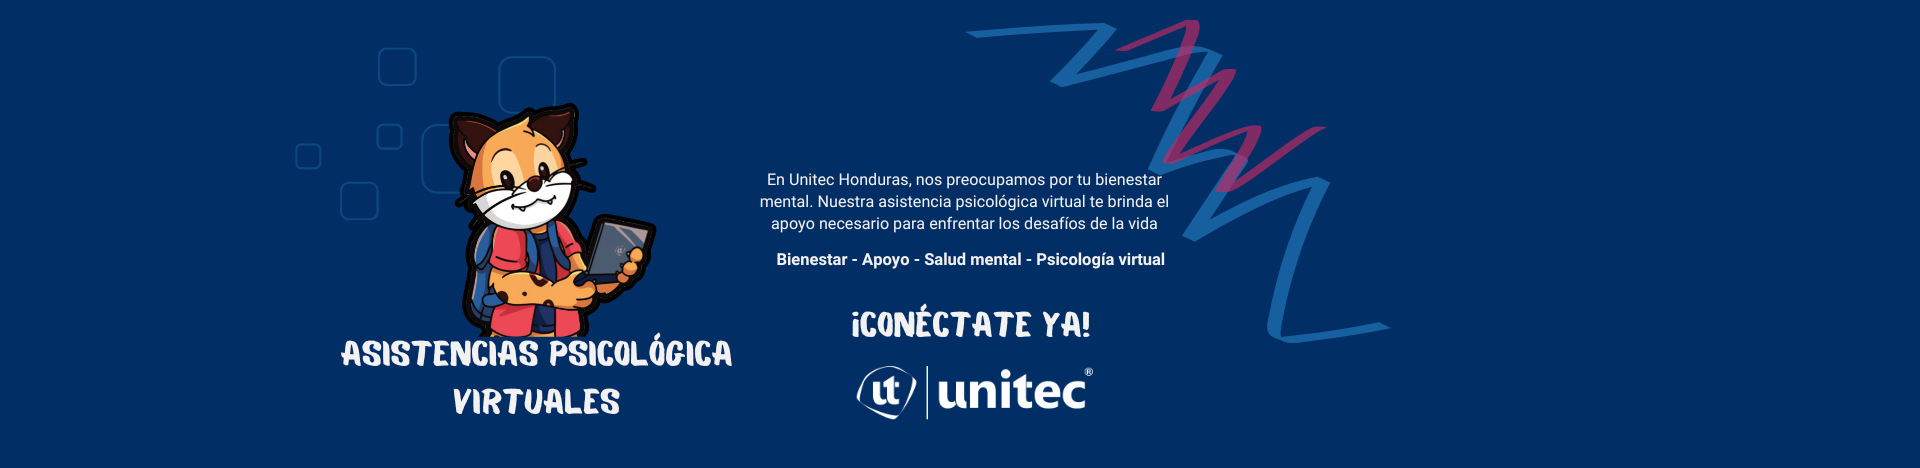 ASISTENCIAS PSICOLÓGICA
VIRTUALES
En Unitec Honduras, nos preocupamos por tu bienestar
mental. Nuestra asistencia psicológica virtual te brinda el
apoyo necesario para enfrentar los desafíos de la vida
Bienestar - Apoyo - Salud mental - Psicología virtual
¡CONÉCTATE YA!
ut unitec®